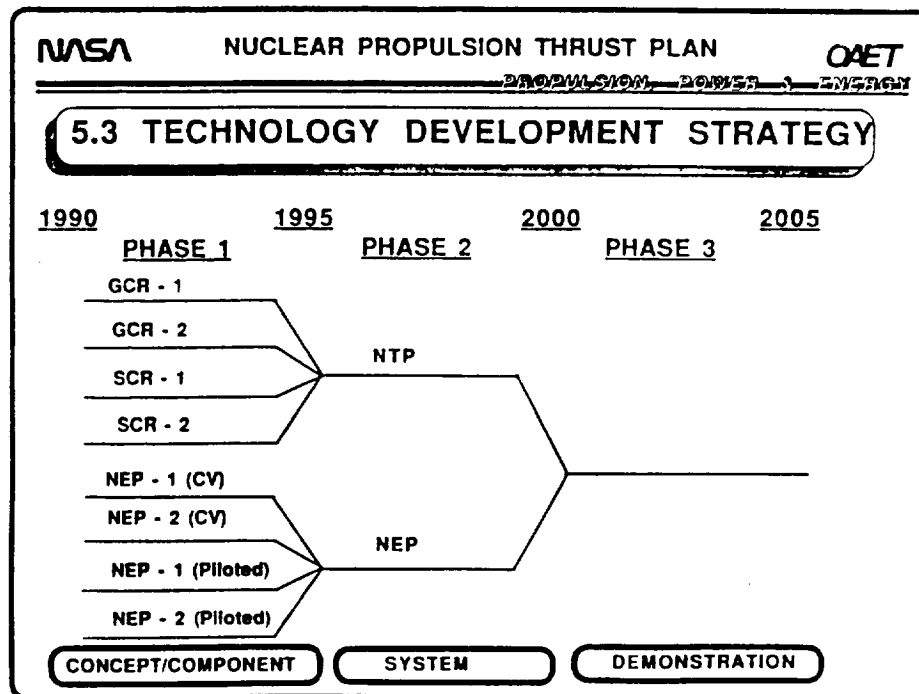 NASA
NUCLEAR PROPULSION THRUST PLAN
OAET
PROPULSION, POWER & ENERGY
5.3 TECHNOLOGY DEVELOPMENT STRATEGY
1990 1995 2000 2005
PHASE 1 PHASE 2 PHASE 3
GCR - 1
GCR - 2
NTP
SCR - 1
SCR - 2
NEP - 1 (CV)
NEP - 2 (CV)
NEP
NEP - 1 (Piloted)
NEP - 2 (Piloted)
CONCEPT/COMPONENT SYSTEM DEMONSTRATION